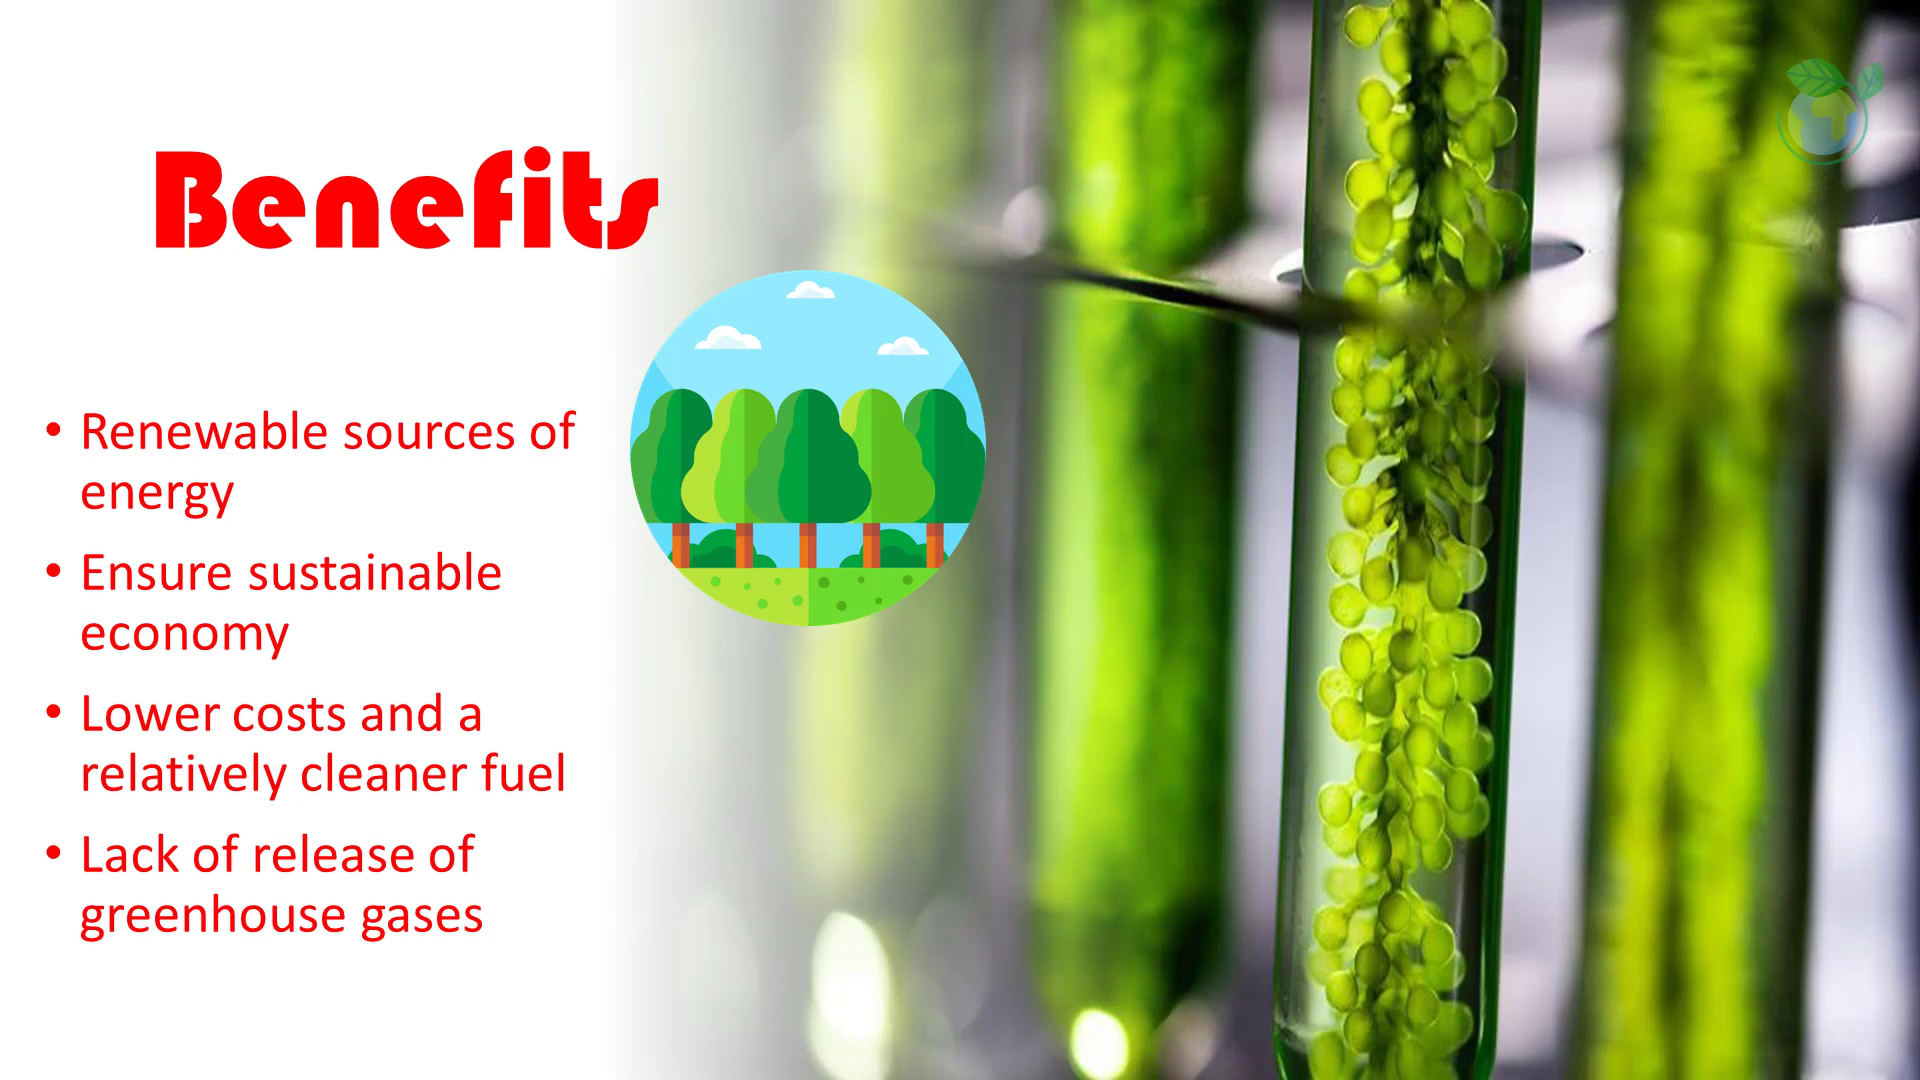 Benefits
• Renewable sources of
energy
• Ensure sustainable
economy
• Lower costs and a
relatively cleaner fuel
• Lack of release of
greenhouse gases